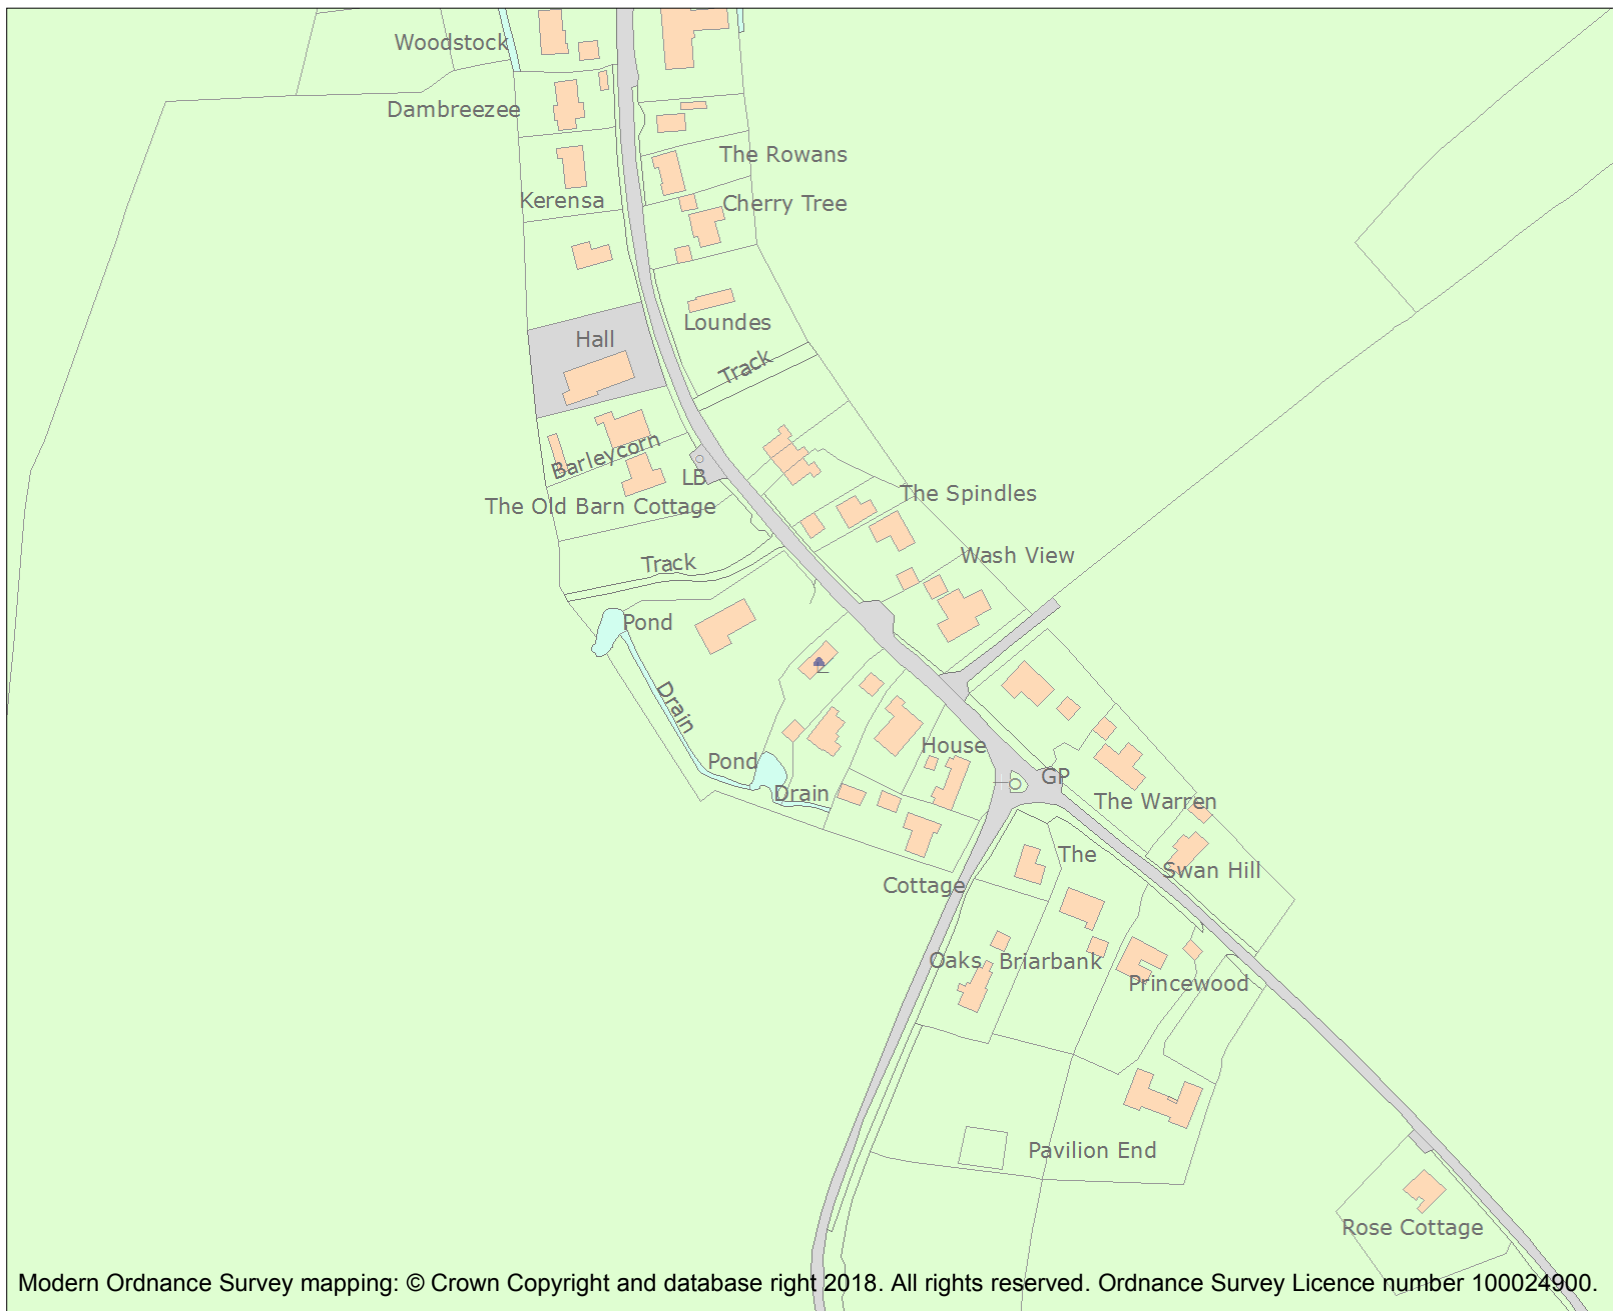 Woodstock
Dambreezee
The Rowans
Kerensa
Cherry Tree
Loundes
Hall
Track
Barleycorn
LB
The Spindles
The Old Barn Cottage
Wash View
Track
Pond
2
Drain
House
Pond
GP
Drain
The Warren
The
Swan Hill
Cottage
Oaks
Briarbank
Princewood
Pavilion End
Rose Cottage
Modern Ordnance Survey mapping: © Crown Copyright and database right 2018. All rights reserved. Ordnance Survey Licence number 100024900.